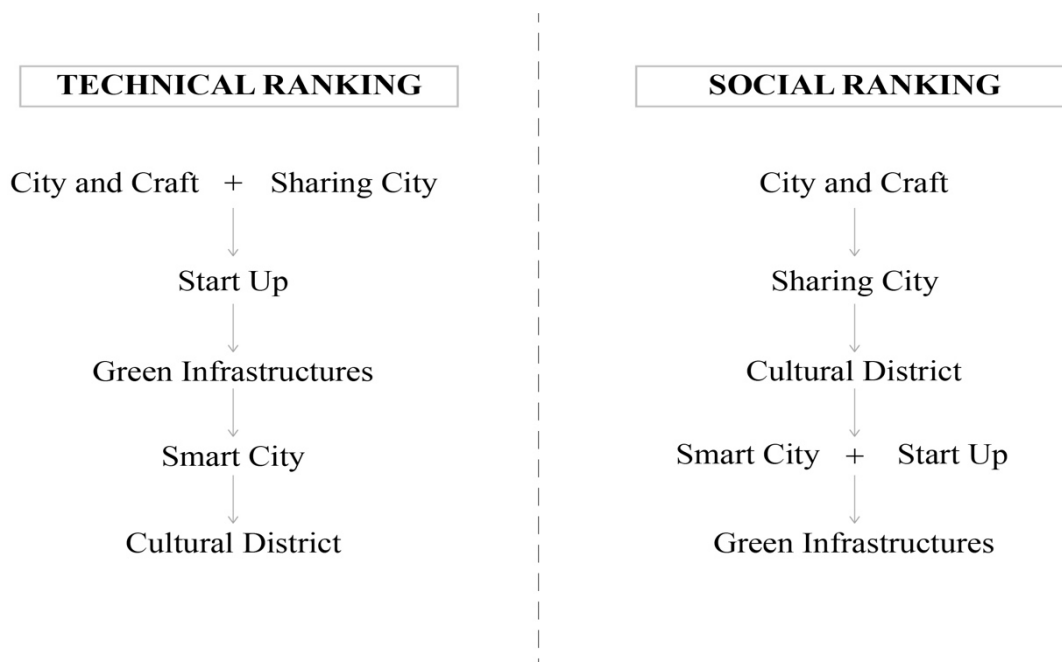 TECHNICAL RANKING
City and Craft + Sharing City
Start Up
Green Infrastructures
Smart City
Cultural District
SOCIAL RANKING
City and Craft
Sharing City
Cultural District
Smart City + Start Up
Green Infrastructures